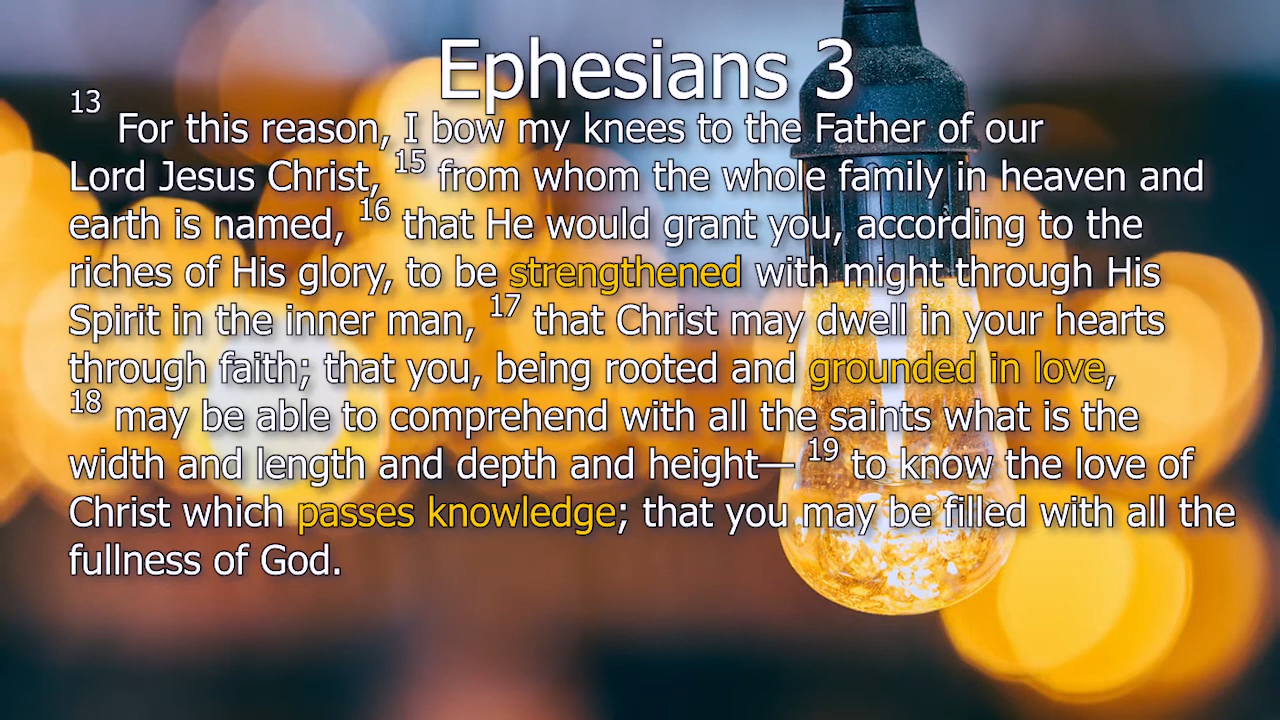 Ephesians 3
13 For this reason, I bow my knees to the Father of our
Lord Jesus Christ, 15 from whom the whole family in heaven and
earth is named, 16 that He would grant you, according to the
riches of His glory, to be strengthened with might through His
Spirit in the inner man, 17 that Christ may dwell in your hearts
through faith; that you, being rooted and grounded in love,
18 may be able to comprehend with all the saints what is the
width and length and depth and height— 19 to know the love of
Christ which passes knowledge; that you may be filled with all the
fullness of God.